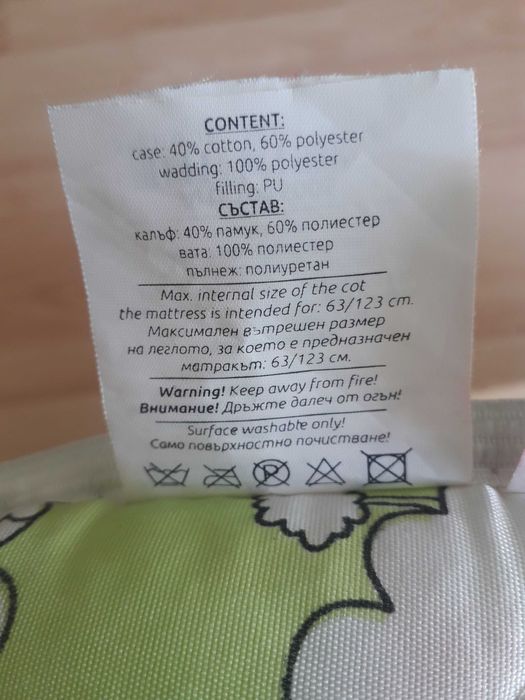 CONTENT:
case: 40% cotton, 60% polyester
wadding: 100% polyester
filling: PU
СЪСТАВ:
калъф: 40% памук, 60% полиестер
вата: 100% полиестер
пълнеж: полиуретан
Max. internal size of the cot
the mattress is intended for: 63/123 cm.
Максимален вътрешен размер
на леглото, за което е предназначен
матракът: 63/123 см.
Warning! Keep away from fire!
Внимание! Дръжте далеч от огън!
Surface washable only!
Само повърхностно почистване!
P